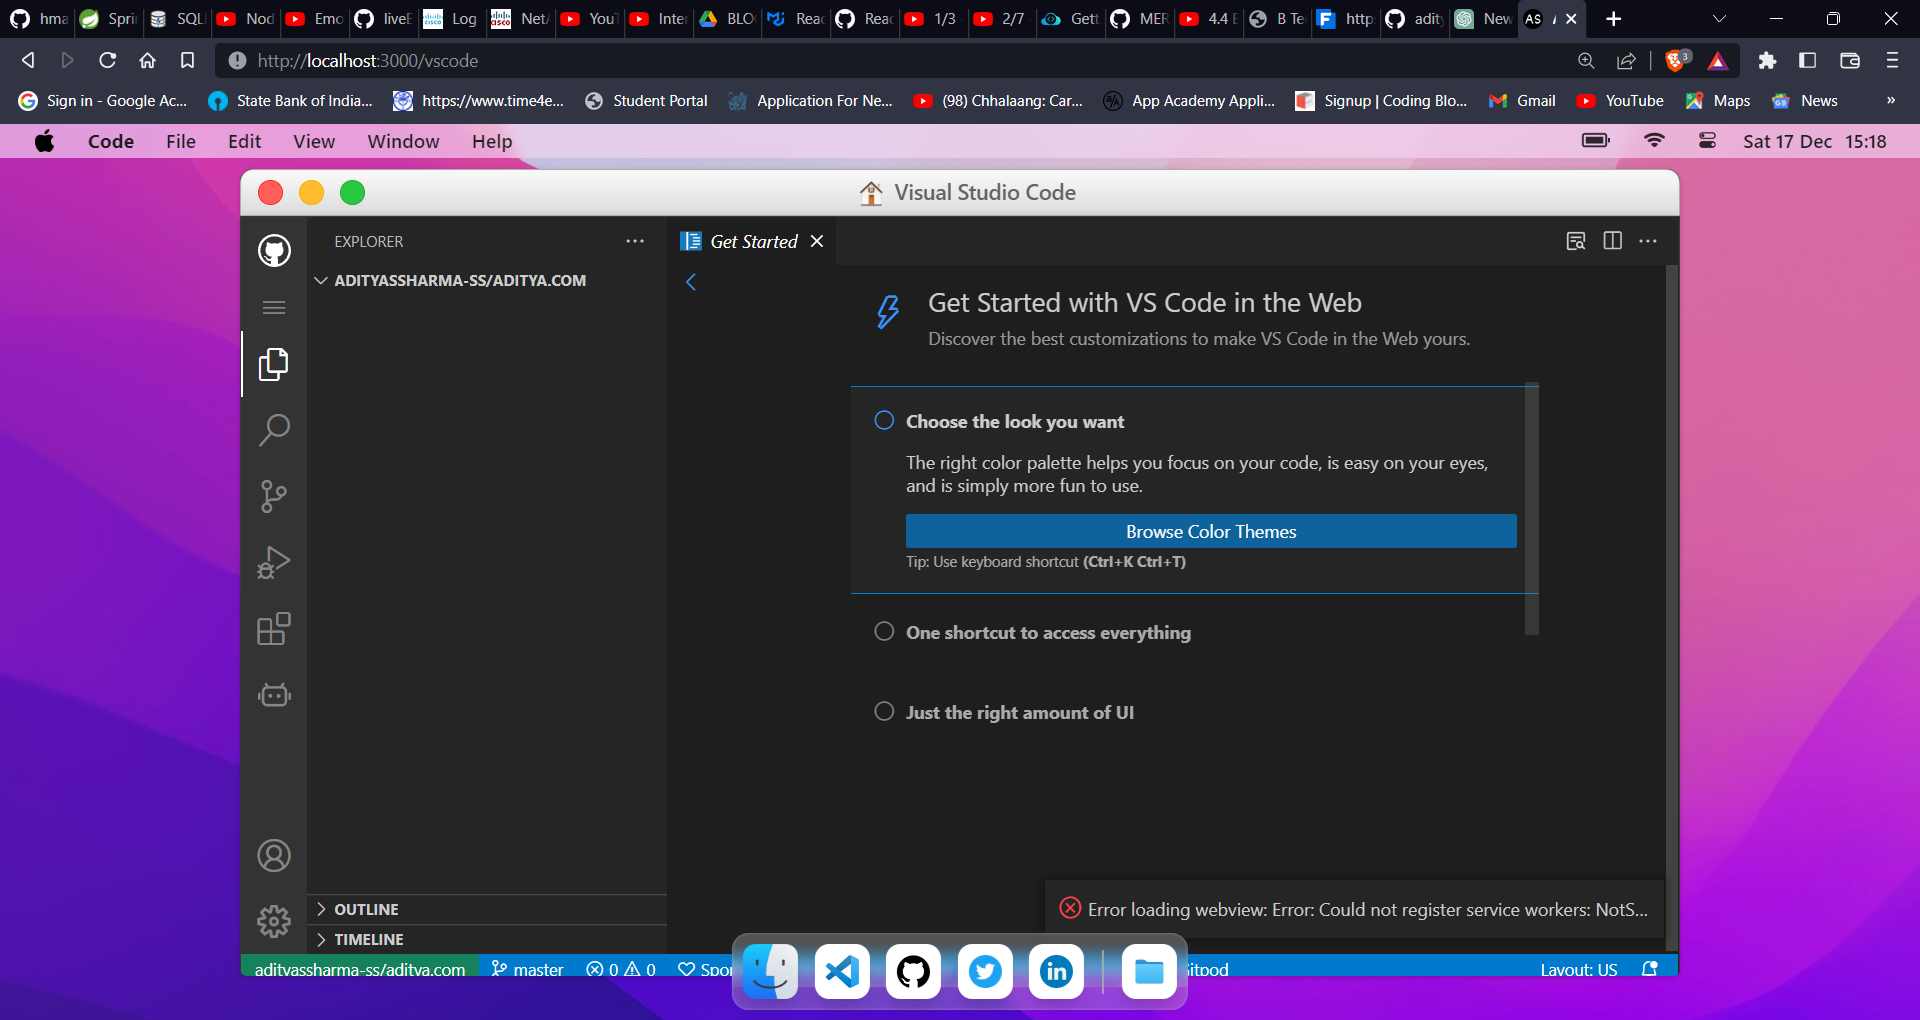 hma
Spri
SQL
Nod
Emo
liveE
Log
Net
YouT
Inter
BLO
Reac
Reac
1/3
2/7
Gett
MER
4.4 E
B Te
http
adity
New
AS
http://localhost:3000/vscode
3
Sign in - Google Ac...
State Bank of India...
https://www.time4e...
Student Portal
Application For Ne...
(98) Chhalaang: Car...
App Academy Appli...
Signup | Coding Blo...
Gmail
YouTube
Maps
News
»
Code File Edit View Window Help
Sat 17 Dec 15:18
Visual Studio Code
EXPLORER
Get Started
ADITYASSHARMA-SS/ADITYA.COM
Get Started with VS Code in the Web
Discover the best customizations to make VS Code in the Web yours.
Choose the look you want
The right color palette helps you focus on your code, is easy on your eyes,
and is simply more fun to use.
Browse Color Themes
Tip: Use keyboard shortcut (Ctrl+K Ctrl+T)
One shortcut to access everything
Just the right amount of UI
OUTLINE
TIMELINE
Error loading webview: Error: Could not register service workers: NotS...
adityassharma-ss/aditya.com
master
0
0
Spo
itpod
Layout: US
in